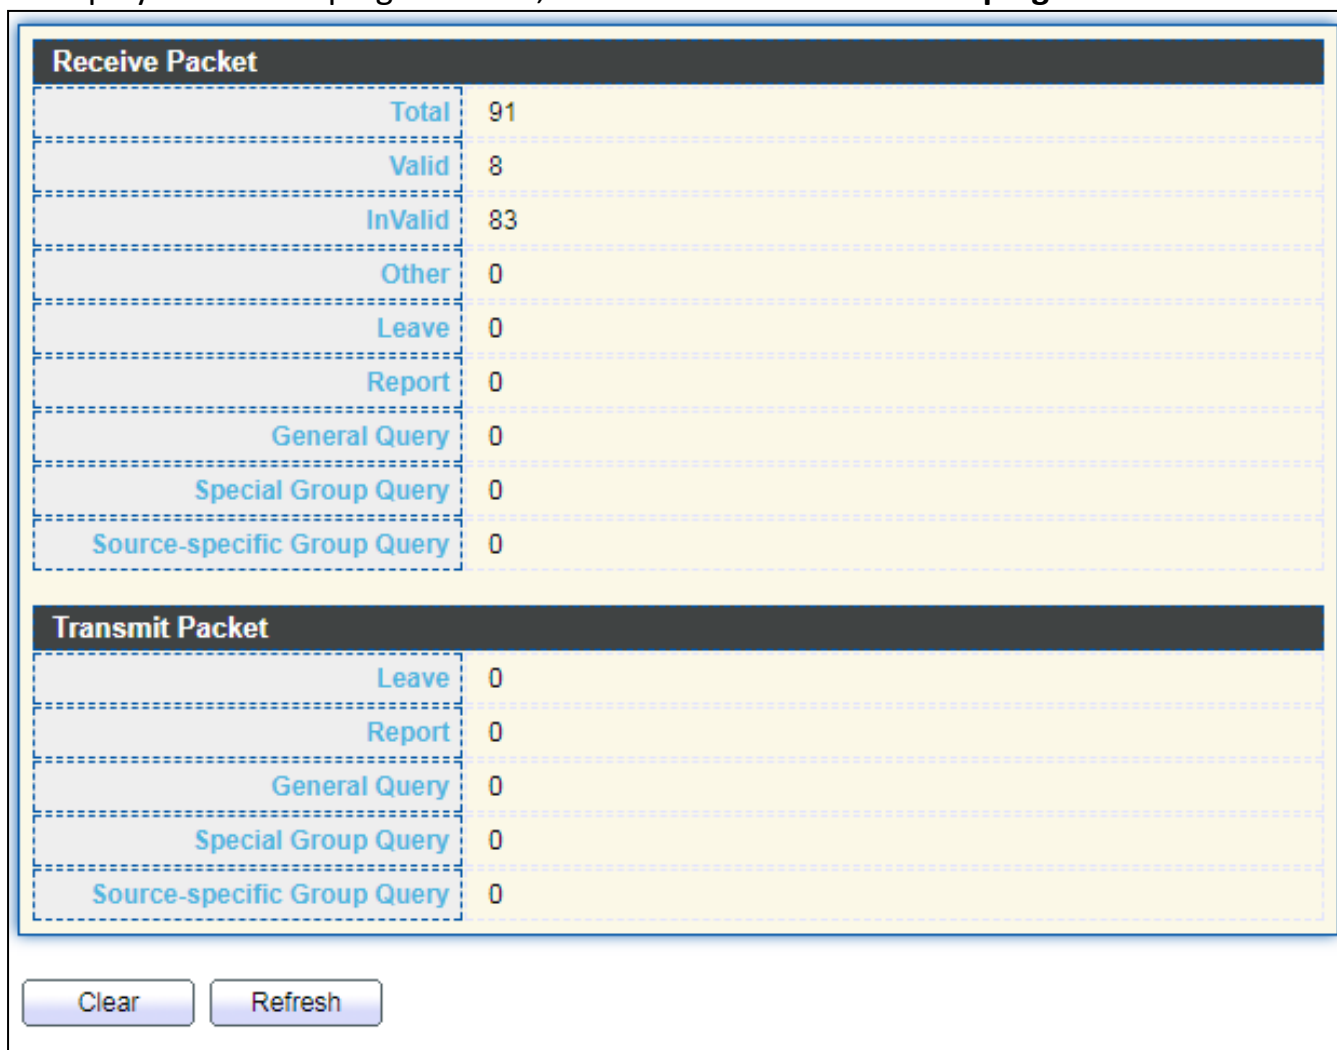 Receive Packet
Total 91
Valid 8
InValid 83
Other 0
Leave 0
Report 0
General Query 0
Special Group Query 0
Source-specific Group Query 0
Transmit Packet
Leave 0
Report 0
General Query 0
Special Group Query 0
Source-specific Group Query 0
Clear Refresh